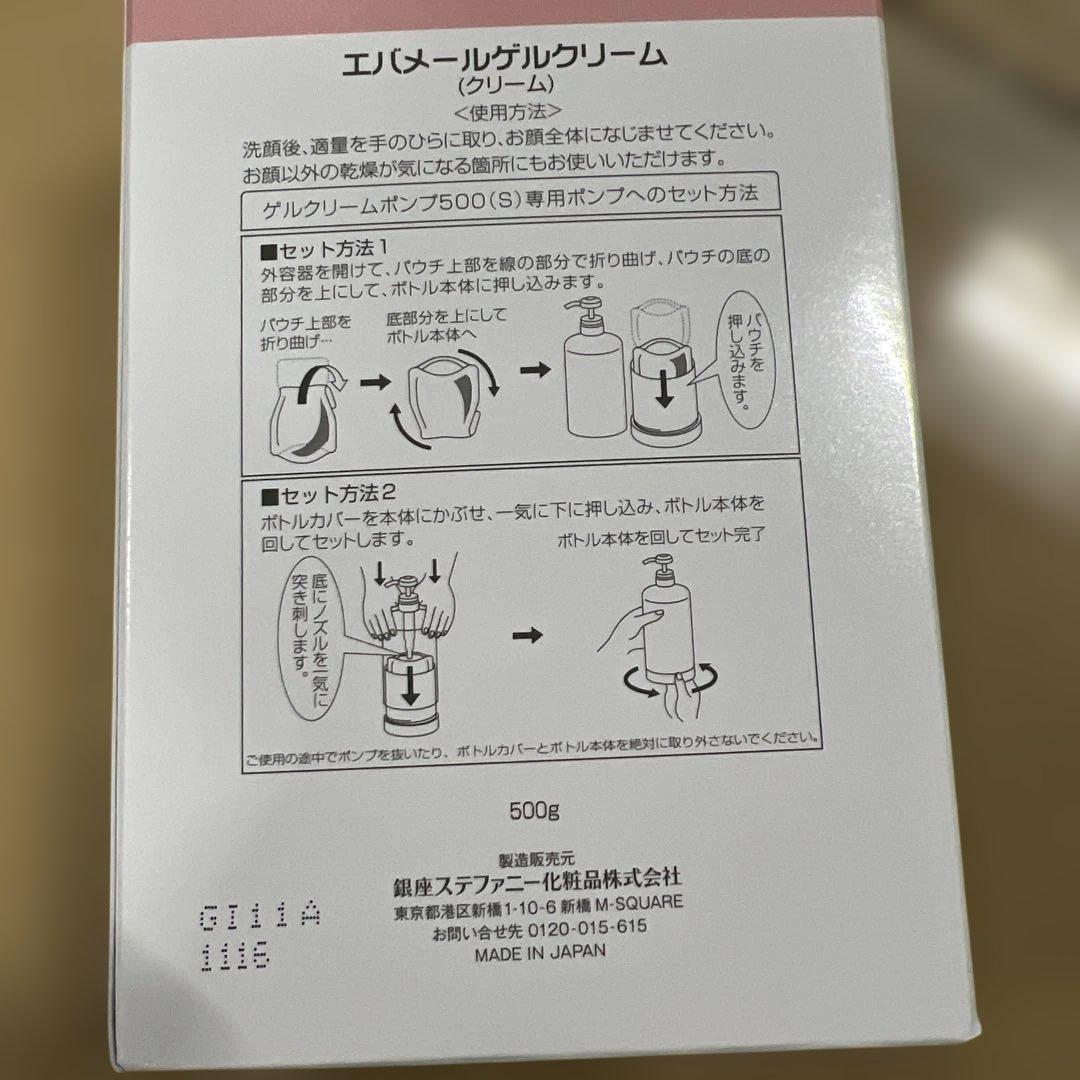 エバメールゲルクリーム
(クリーム)
<使用方法>
洗顔後、適量を手のひらに取り、お顔全体になじませてください。
お顔以外の乾燥が気になる箇所にもお使いいただけます。
ゲルクリームポンプ500(S)専用ポンプへのセット方法
■セット方法1
外容器を開けて、パウチ上部を線の部分で折り曲げ、パウチの底の
部分を上にして、ボトル本体に押し込みます。
パウチ上部を
折り曲げ…
底部分を上にして
ボトル本体へ
パウチを
押し込みます。
■セット方法2
ボトルカバーを本体にかぶせ、一気に下に押し込み、ボトル本体を
回してセットします。
底にノズルを一気に
突き刺します。
ボトル本体を回してセット完了
ご使用の途中でポンプを抜いたり、ボトルカバーとボトル本体を絶対に取り外さないでください。
500g
製造販売元
銀座ステファニー化粧品株式会社
東京都港区新橋1-10-6 新橋 M-SQUARE
お問い合せ先 0120-015-615
MADE IN JAPAN
GI11A
1116